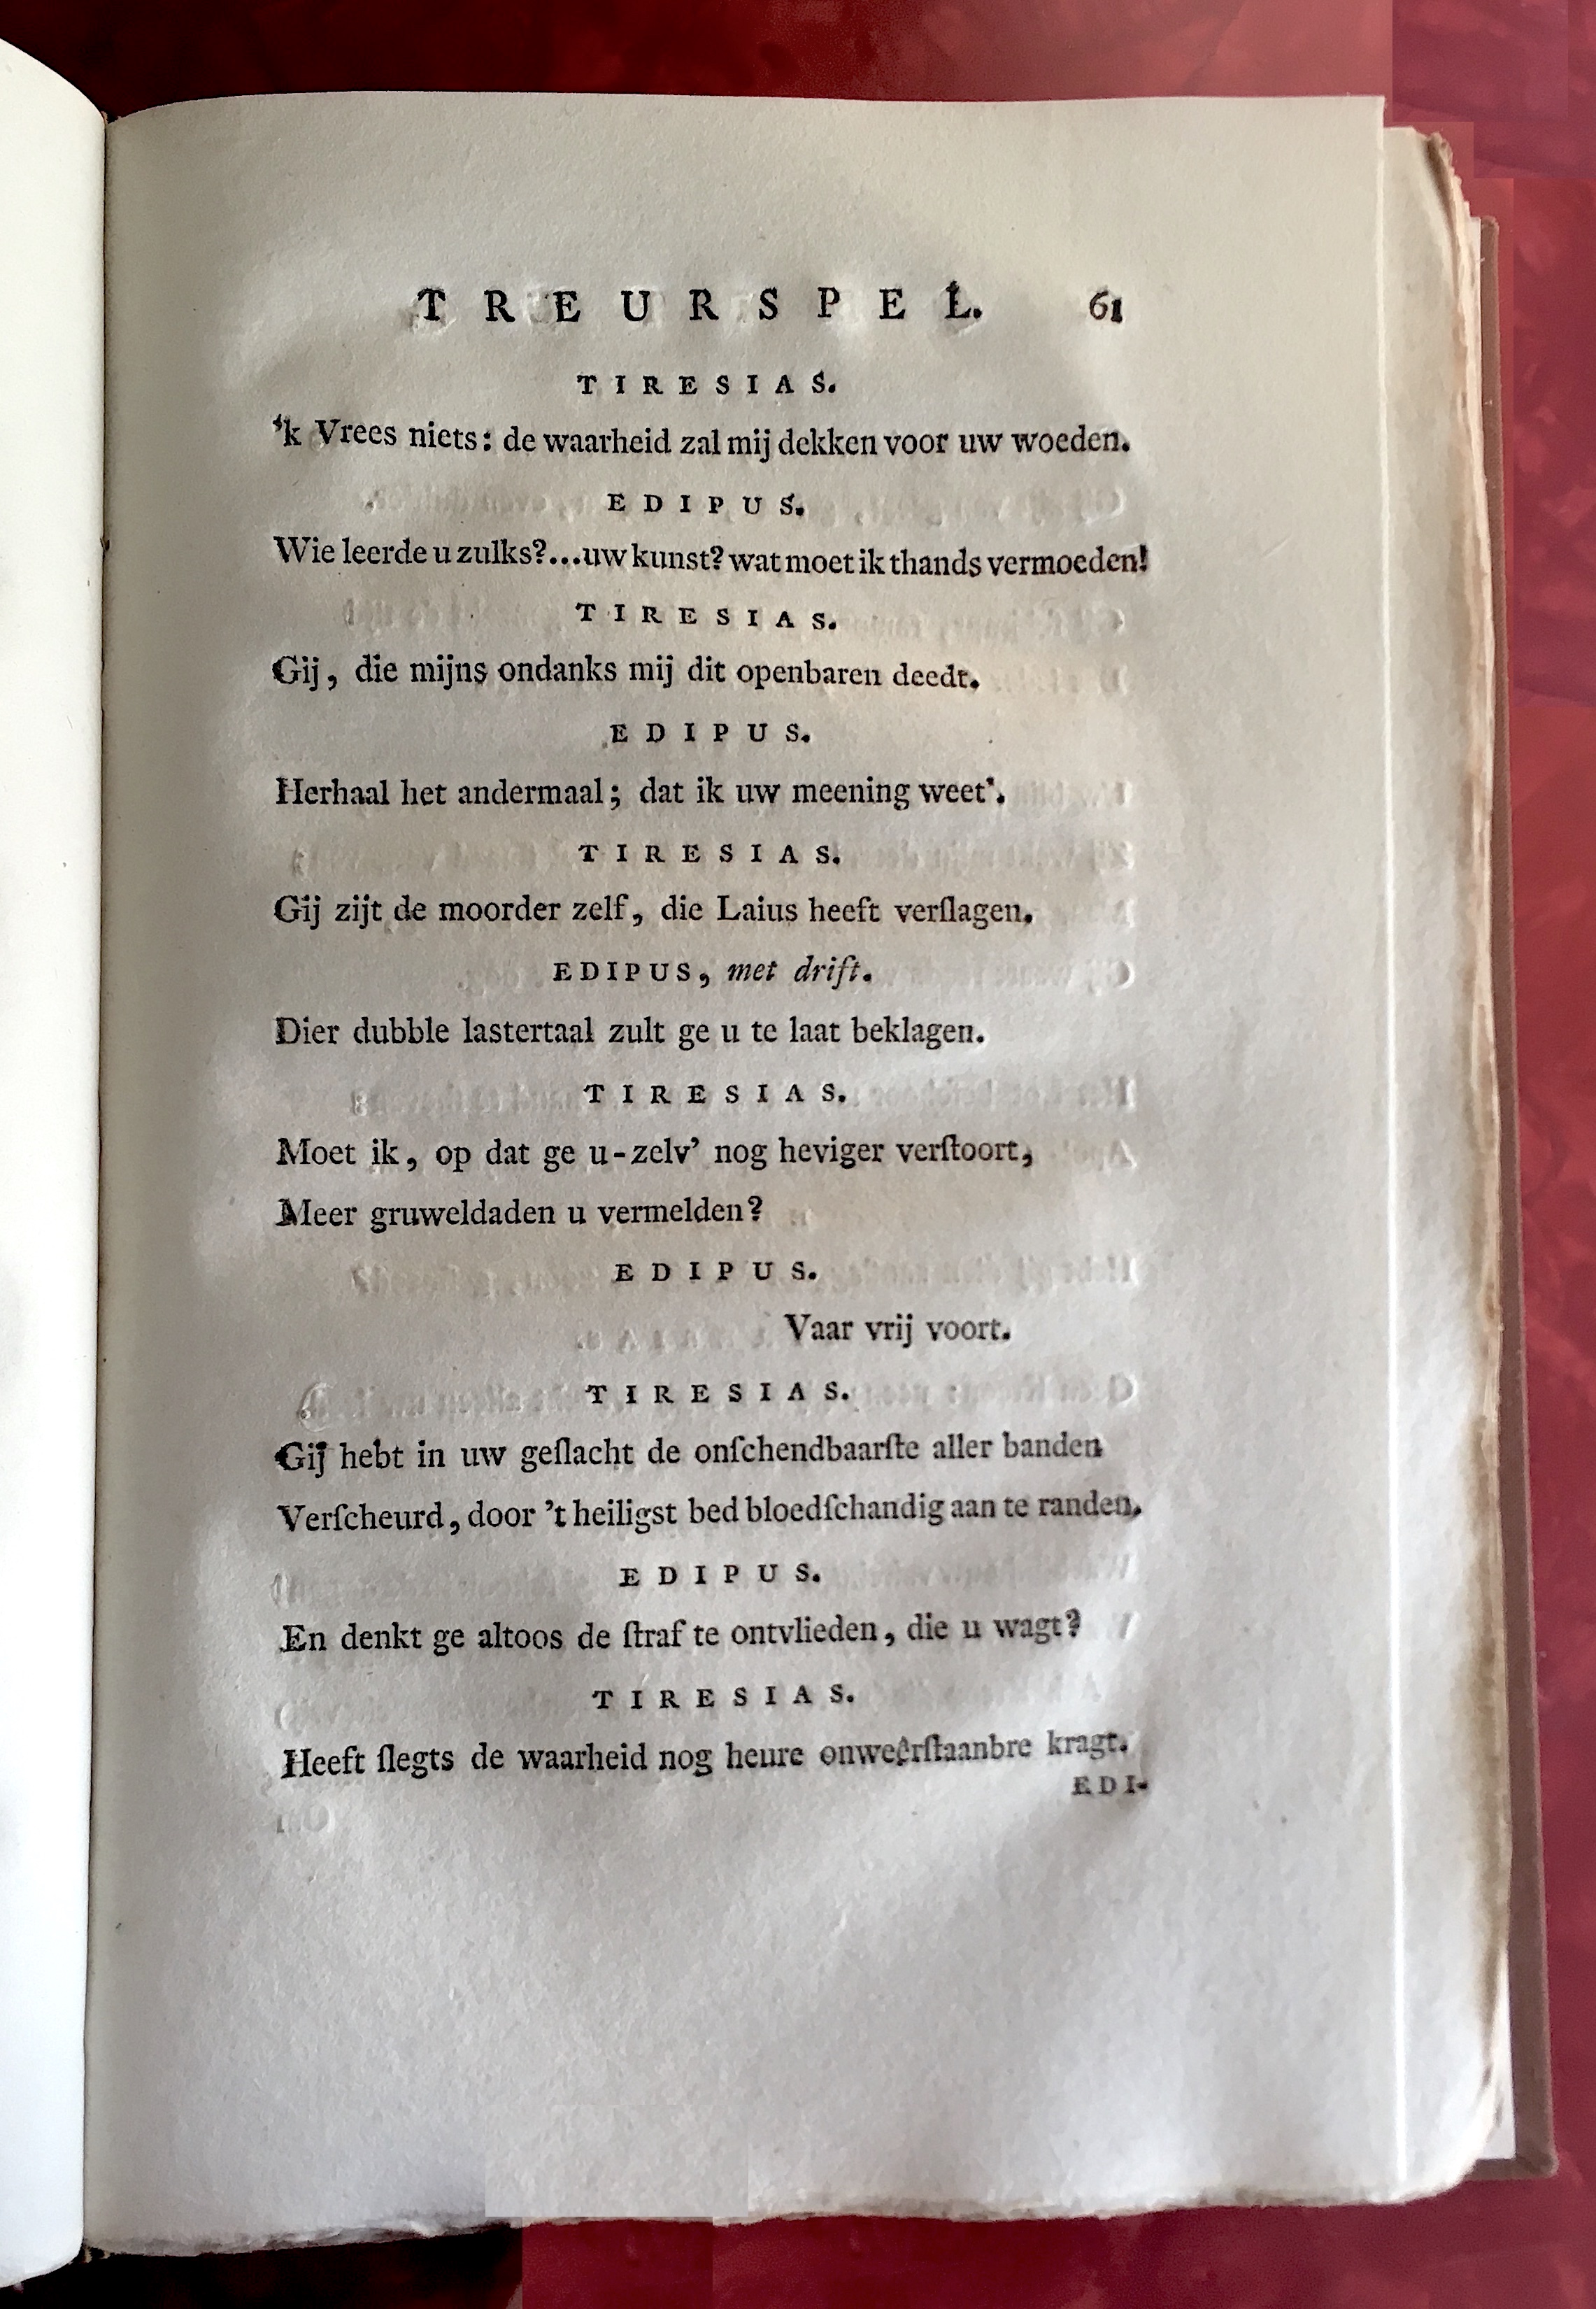 TREURSPEL. 61
TIRESIAS.
'k Vrees niets: de waarheid zal mij dekken voor uw woeden.
EDIPUS.
Wie leerde u zulks?...uw kunst? wat moet ik thands vermoeden!
TIRESIAS.
Gij, die mijns ondanks mij dit openbaren deedt.
EDIPUS.
Herhaal het andermaal; dat ik uw meening weet'.
TIRESIAS.
Gij zijt de moorder zelf, die Laius heeft verſlagen.
EDIPUS, met drift.
Dier dubble lastertaal zult ge u te laat beklagen.
TIRESIAS.
Moet ik, op dat ge u-zelv' nog heviger verſtoort,
Meer gruweldaden u vermelden?
EDIPUS.
Vaar vrij voort.
TIRESIAS.
Gij hebt in uw geſlacht de onſchendbaarſte aller banden
Verſcheurd, door 't heiligst bed bloedſchandig aan te randen.
EDIPUS.
En denkt ge altoos de ſtraf te ontvlieden, die u wagt?
TIRESIAS.
Heeft ſlegts de waarheid nog heure onweêrſtaanbre kragt.
EDI-